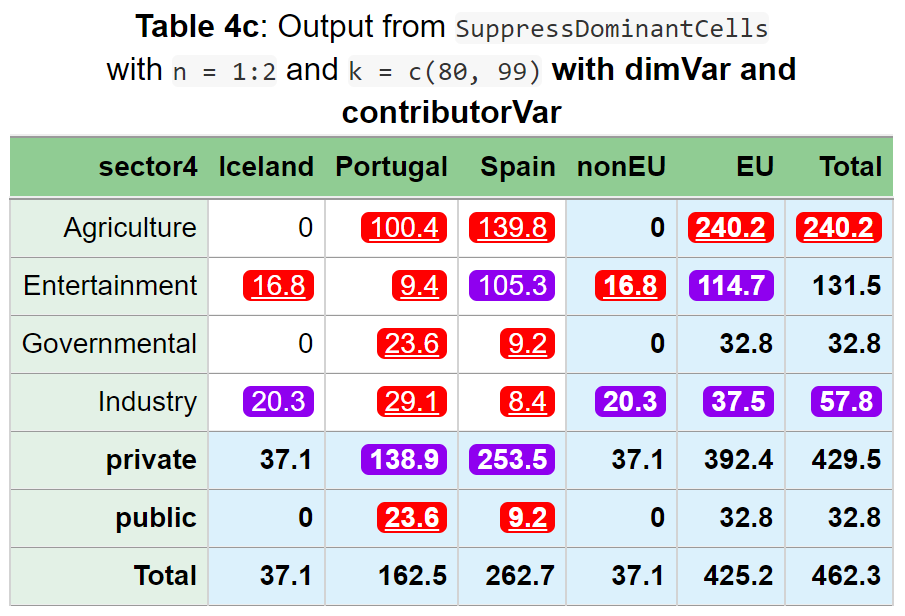 Table 4c: Output from SuppressDominantCells
with n = 1:2 and k = c(80, 99) with dimVar and
contributorVar
sector4 Iceland Portugal Spain nonEU EU Total
Agriculture 0 100.4 139.8 0 240.2 240.2
Entertainment 16.8 9.4 105.3 16.8 114.7 131.5
Governmental 0 23.6 9.2 0 32.8 32.8
Industry 20.3 29.1 8.4 20.3 37.5 57.8
private 37.1 138.9 253.5 37.1 392.4 429.5
public 0 23.6 9.2 0 32.8 32.8
Total 37.1 162.5 262.7 37.1 425.2 462.3